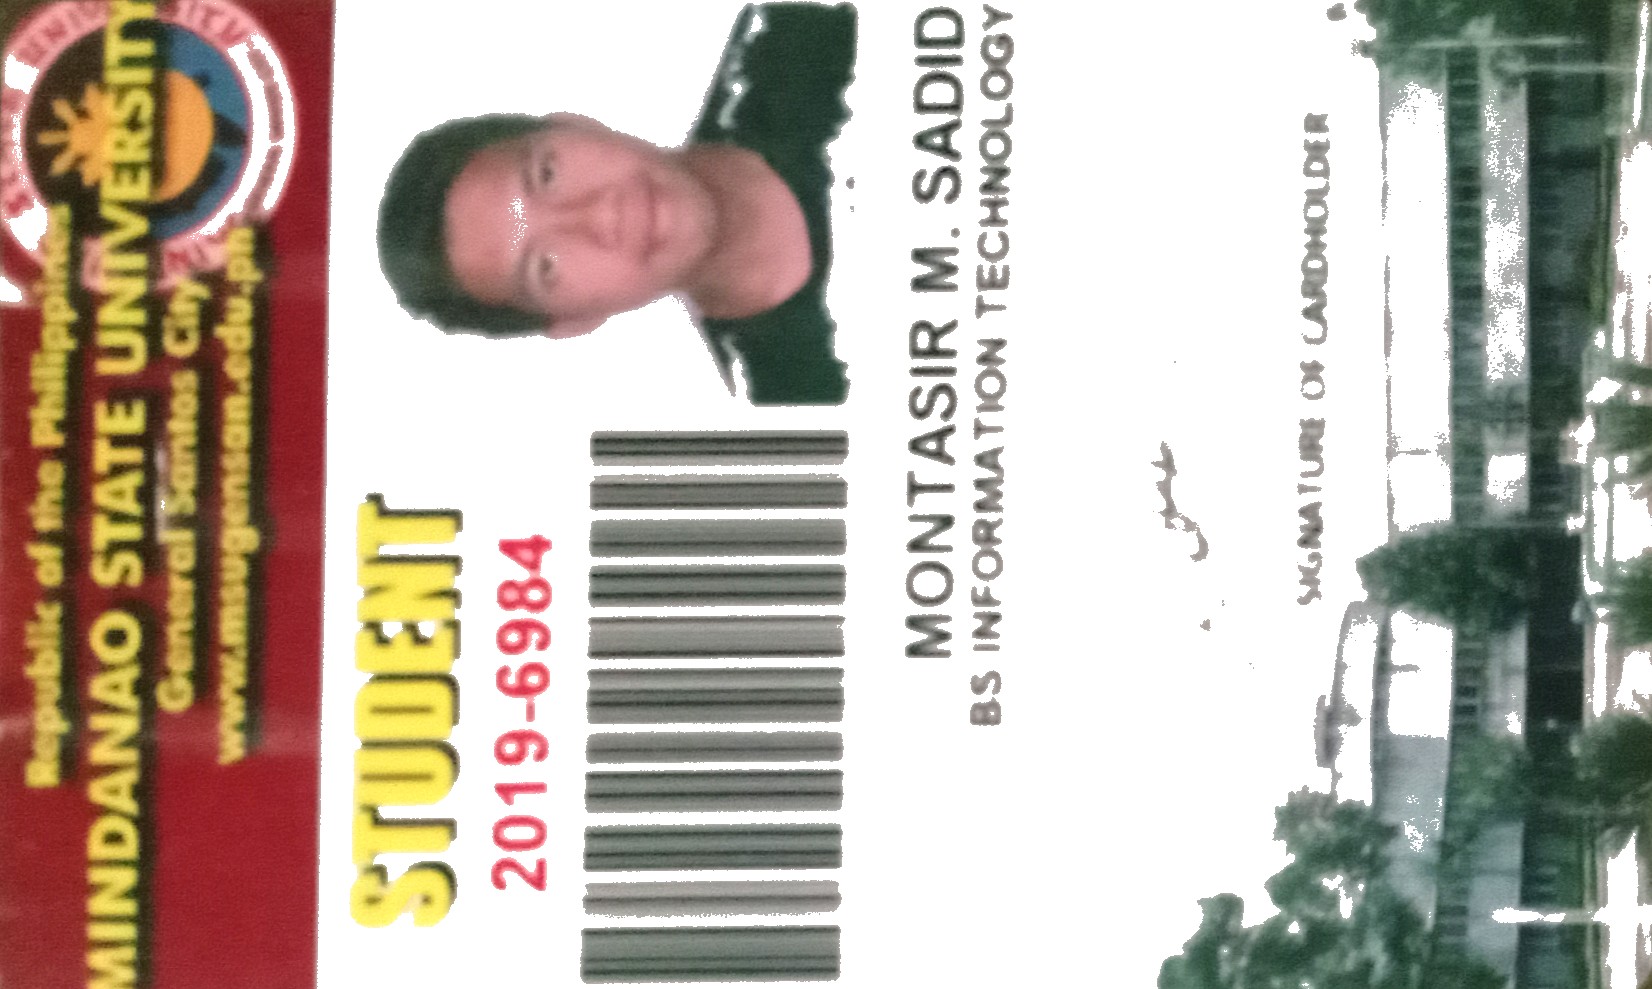 Republic of the Philippines
MINDANAO STATE UNIVERSITY
General Santos City
www.msugensan.edu.ph
STUDENT
2019-6984
MONTASIR M. SADID
BS INFORMATION TECHNOLOGY
SIGNATURE OF CARDHOLDER